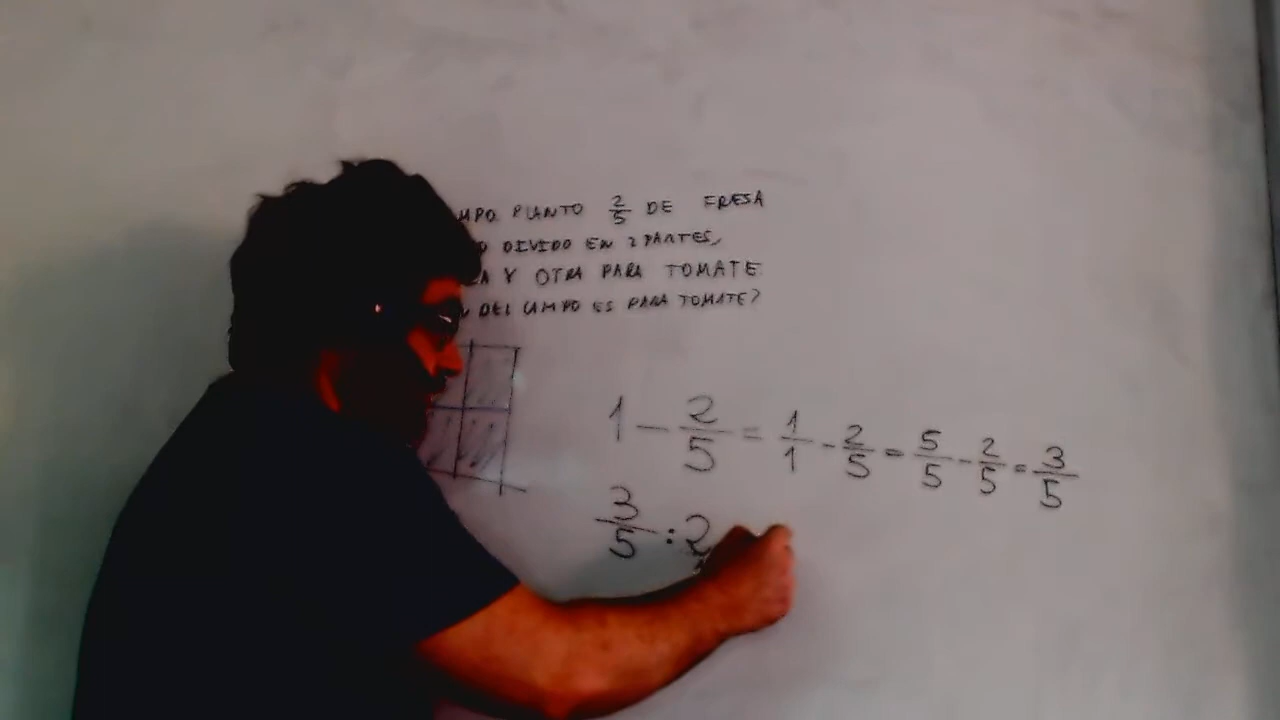 PLANTO 2/5 DE FRESA
DIVIDO EN 2 PARTES,
Y OTRA PARA TOMATE
DEL CAMPO ES PARA TOMATE?
1 - 2/5 = 1/1 - 2/5 = 5/5 - 2/5 = 3/5
3/5 : 2